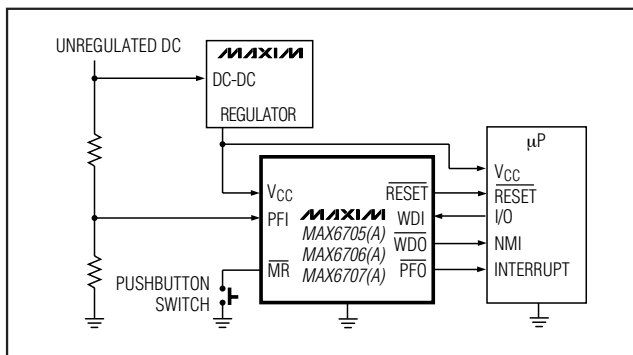 UNREGULATED DC
MAXIM
DC-DC
REGULATOR
μP
VCC
RESET
I/O
NMI
INTERRUPT
VCC
PFI
MR
MAXIM
MAX6705(A)
MAX6706(A)
MAX6707(A)
RESET
WDI
WDO
PFO
PUSHBUTTON
SWITCH